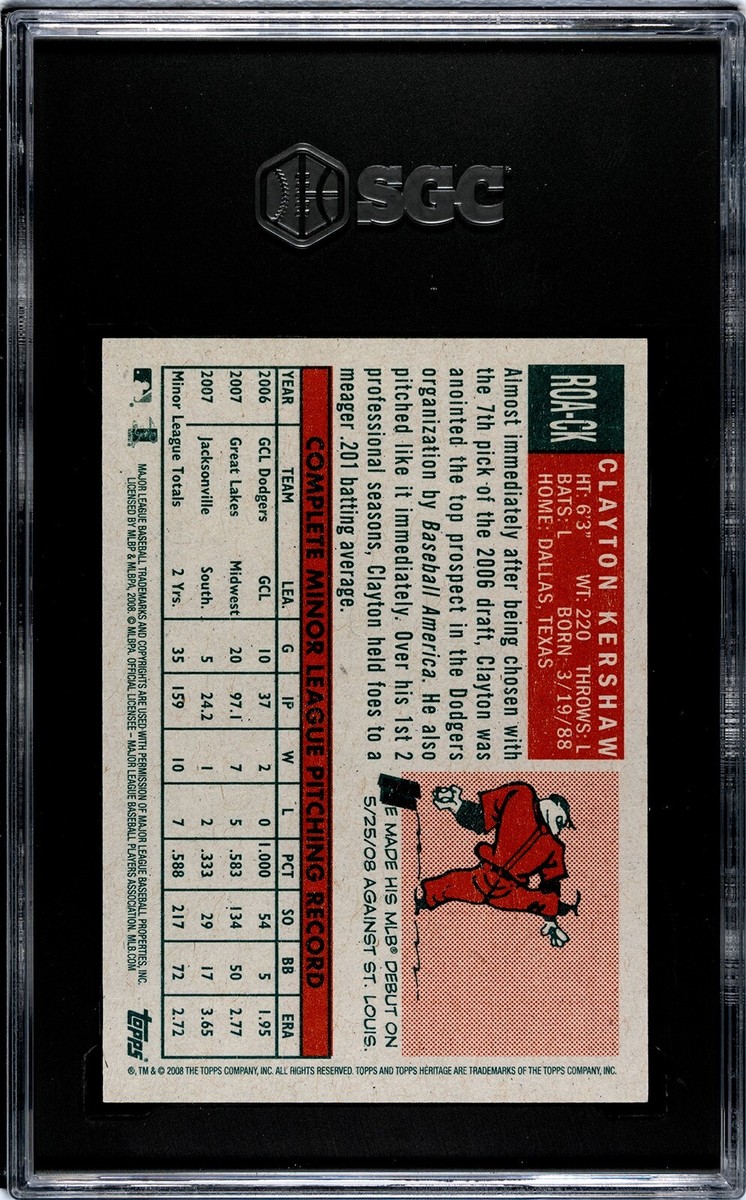 SGC
ROA-CK
CLAYTON KERSHAW
HT: 6'3" WT: 220 THROWS: L
BATS: L BORN: 3/19/88
HOME: DALLAS, TEXAS
Almost immediately after being chosen with
the 7th pick of the 2006 draft, Clayton was
anointed the top prospect in the Dodgers
organization by Baseball America. He also
pitched like it immediately. Over his 1st 2
professional seasons, Clayton held foes to a
meager .201 batting average.
E MADE HIS MLB® DEBUT ON
5/25/08 AGAINST ST. LOUIS.
COMPLETE MINOR LEAGUE PITCHING RECORD
YEAR TEAM LEA. G IP W L PCT SO BB ERA
2006 GCL Dodgers GCL 10 37 2 0 1.000 54 5 1.95
2007 Great Lakes Midwest 20 97.1 7 5 .583 134 50 2.77
2007 Jacksonville South. 5 24.2 1 2 .333 29 17 3.65
Minor League Totals 2 Yrs. 35 159 10 7 .588 217 72 2.72
MAJOR LEAGUE BASEBALL TRADEMARKS AND COPYRIGHTS ARE USED WITH PERMISSION OF MAJOR LEAGUE BASEBALL PROPERTIES, INC.
LICENSED BY MLBP & MLBPA, 2008. © MLBPA. OFFICIAL LICENSEE – MAJOR LEAGUE BASEBALL PLAYERS ASSOCIATION. MLB.COM
topps
®, TM & © 2008 THE TOPPS COMPANY, INC. ALL RIGHTS RESERVED. TOPPS AND TOPPS HERITAGE ARE TRADEMARKS OF THE TOPPS COMPANY, INC.